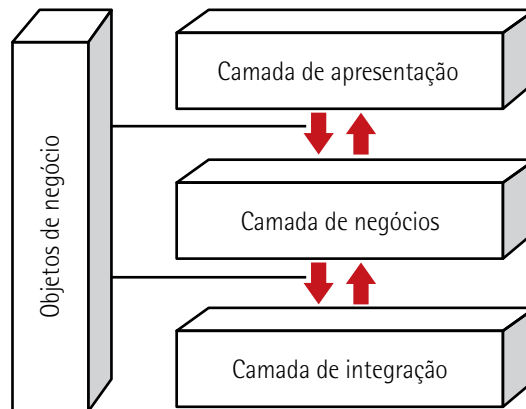 Objetos de negócio
Camada de apresentação
Camada de negócios
Camada de integração